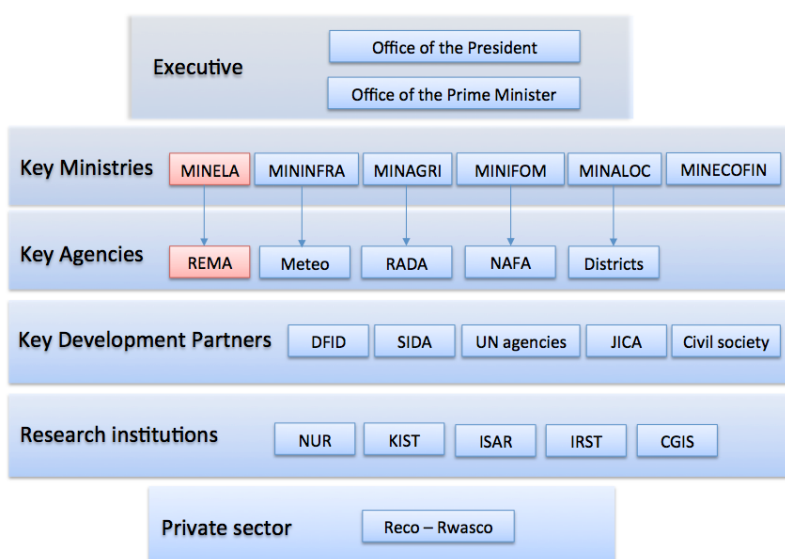 Executive
Office of the President
Office of the Prime Minister
Key Ministries
MINELA MININFRA MINAGRI MINIFOM MINALOC MINECOFIN
Key Agencies
REMA Meteo RADA NAFA Districts
Key Development Partners
DFID SIDA UN agencies JICA Civil society
Research institutions
NUR KIST ISAR IRST CGIS
Private sector
Reco – Rwasco